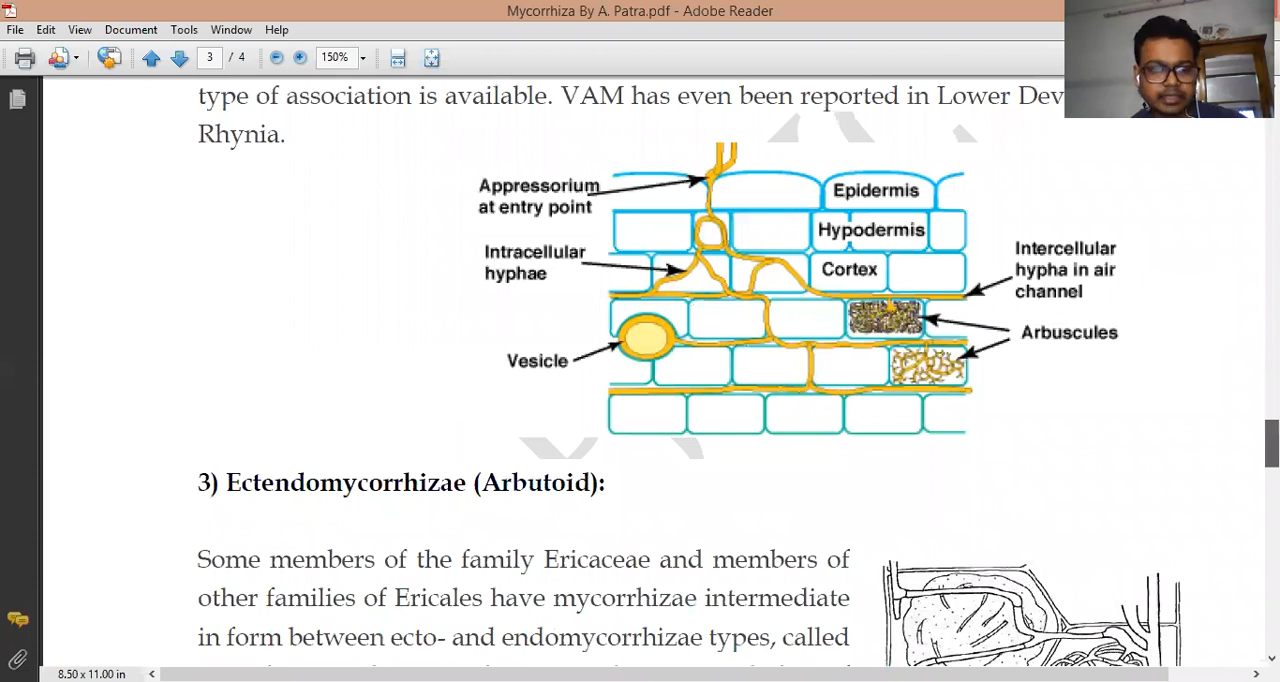 Mycorrhiza By A. Patra.pdf - Adobe Reader
File Edit View Document Tools Window Help
3 / 4 150%
type of association is available. VAM has even been reported in Lower Dev
Rhynia.
Appressorium
at entry point
Epidermis
Hypodermis
Intracellular
hyphae
Cortex
Intercellular
hypha in air
channel
Arbuscules
Vesicle
3) Ectendomycorrhizae (Arbutoid):
Some members of the family Ericaceae and members of
other families of Ericales have mycorrhizae intermediate
in form between ecto- and endomycorrhizae types, called
8.50 x 11.00 in